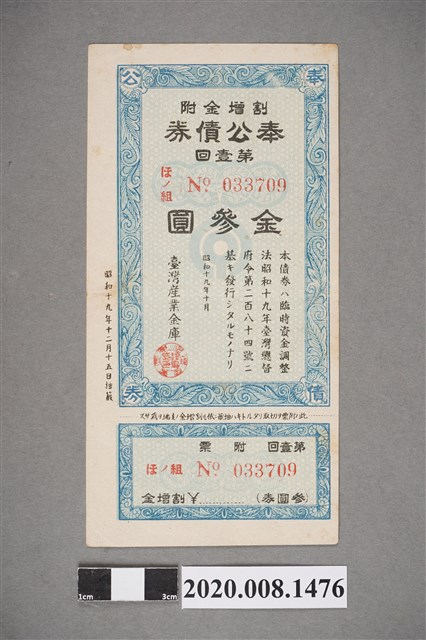 奉公債券
割増金附
奉公債券
第壹回
ほノ組 No 033709
金參圓
本債券ハ臨時資金調整
法昭和十九年臺灣總督
府令第二百八十四號ニ
基キ發行シタルモノナリ
昭和十九年十月
臺灣產業金庫
昭和十九年十二月十五日抽籤
第壹回附票
ほノ組 No 033709
(參圓券)
割増金¥
1cm 3cm
2020.008.1476